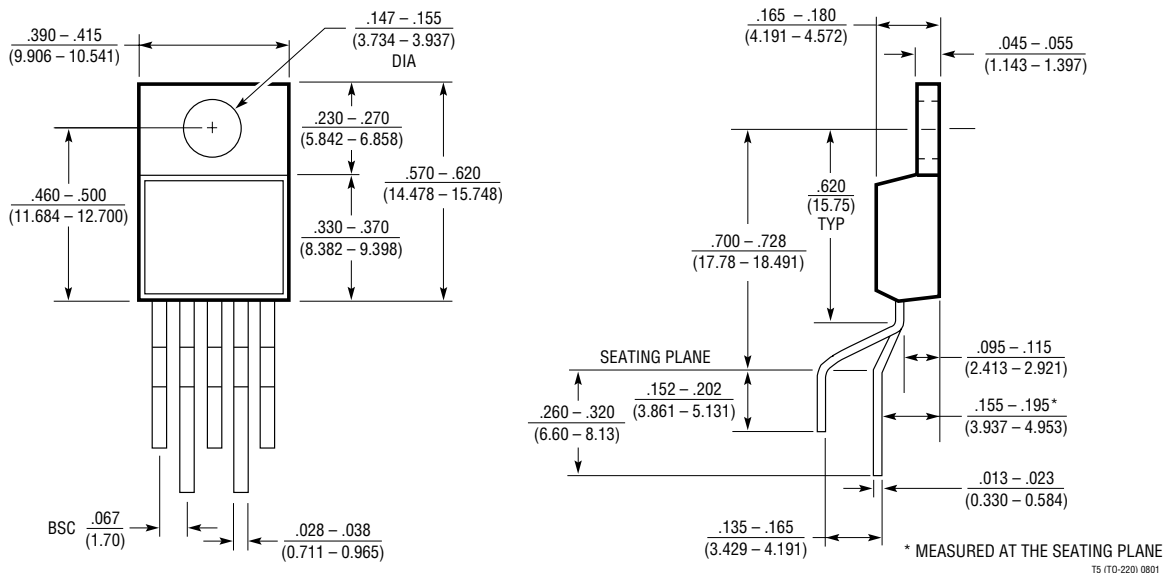 .390 – .415
(9.906 – 10.541)
.147 – .155
(3.734 – 3.937)
DIA
.230 – .270
(5.842 – 6.858)
.570 – .620
(14.478 – 15.748)
.460 – .500
(11.684 – 12.700)
.330 – .370
(8.382 – 9.398)
BSC
.067
(1.70)
.028 – .038
(0.711 – 0.965)
.165 – .180
(4.191 – 4.572)
.045 – .055
(1.143 – 1.397)
.620
(15.75)
TYP
.700 – .728
(17.78 – 18.491)
SEATING PLANE
.152 – .202
(3.861 – 5.131)
.260 – .320
(6.60 – 8.13)
.095 – .115
(2.413 – 2.921)
.155 – .195*
(3.937 – 4.953)
.013 – .023
(0.330 – 0.584)
.135 – .165
(3.429 – 4.191)
* MEASURED AT THE SEATING PLANE
T5 (TO-220) 0801